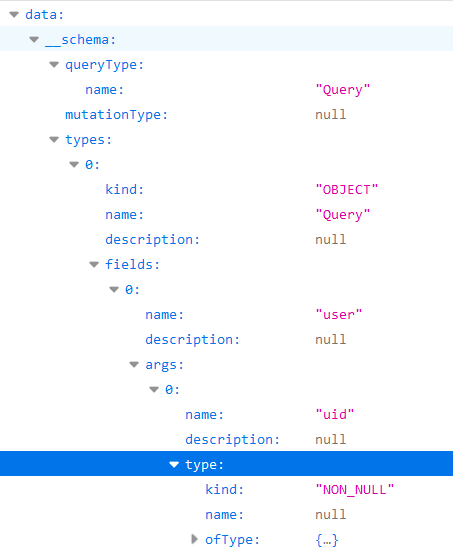 data:
__schema:
queryType:
name: "Query"
mutationType: null
types:
0:
kind: "OBJECT"
name: "Query"
description: null
fields:
0:
name: "user"
description: null
args:
0:
name: "uid"
description: null
type:
kind: "NON_NULL"
name: null
ofType: {…}